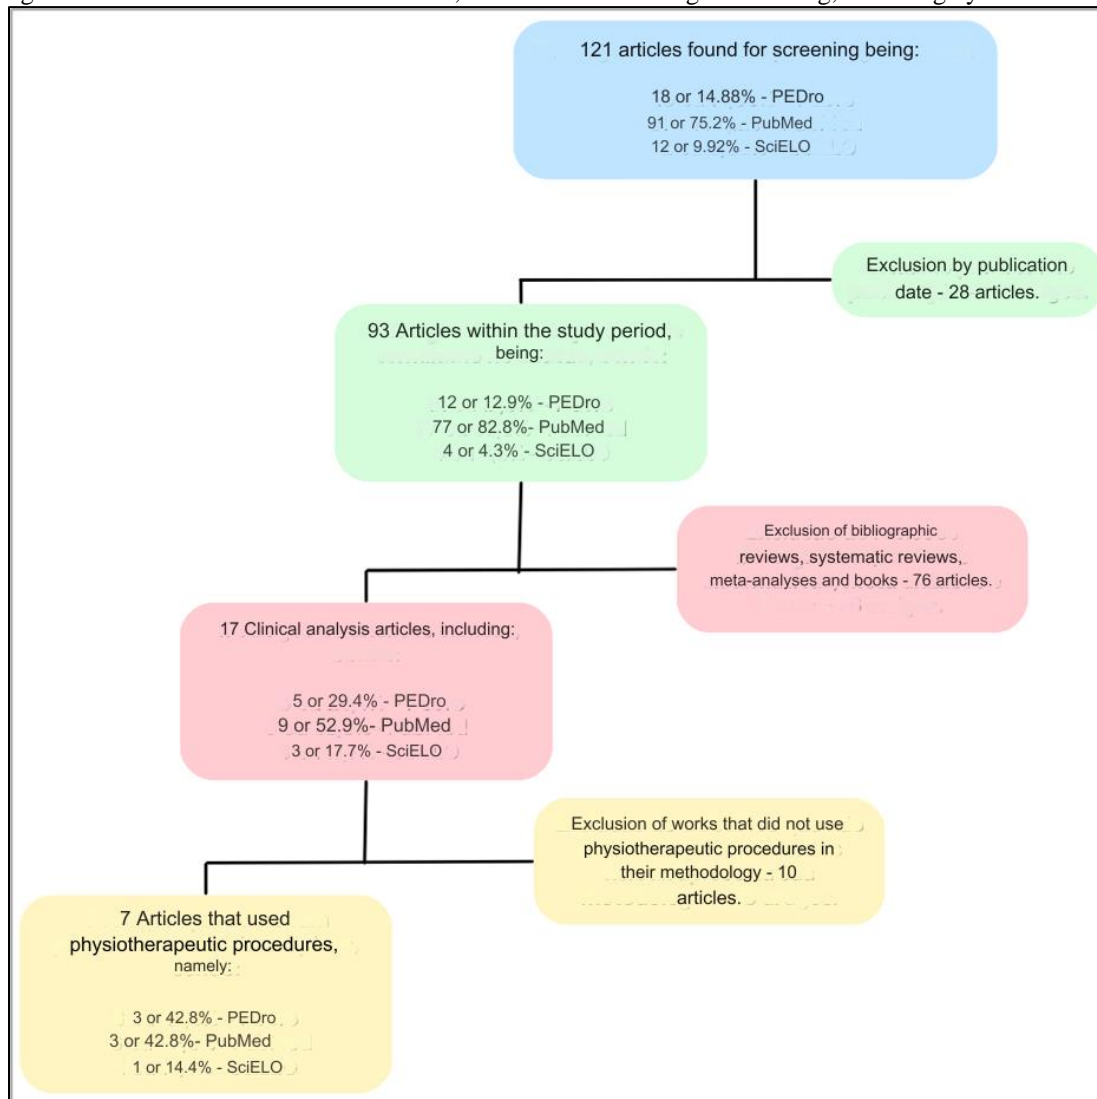 121 articles found for screening being:
18 or 14.88% - PEDro
91 or 75.2% - PubMed
12 or 9.92% - SciELO
Exclusion by publication
date - 28 articles.
93 Articles within the study period,
being:
12 or 12.9% - PEDro
77 or 82.8%- PubMed
4 or 4.3% - SciELO
Exclusion of bibliographic
reviews, systematic reviews,
meta-analyses and books - 76 articles.
17 Clinical analysis articles, including:
5 or 29.4% - PEDro
9 or 52.9%- PubMed
3 or 17.7% - SciELO
Exclusion of works that did not use
physiotherapeutic procedures in
their methodology - 10
articles.
7 Articles that used
physiotherapeutic procedures,
namely:
3 or 42.8% - PEDro
3 or 42.8%- PubMed
1 or 14.4% - SciELO